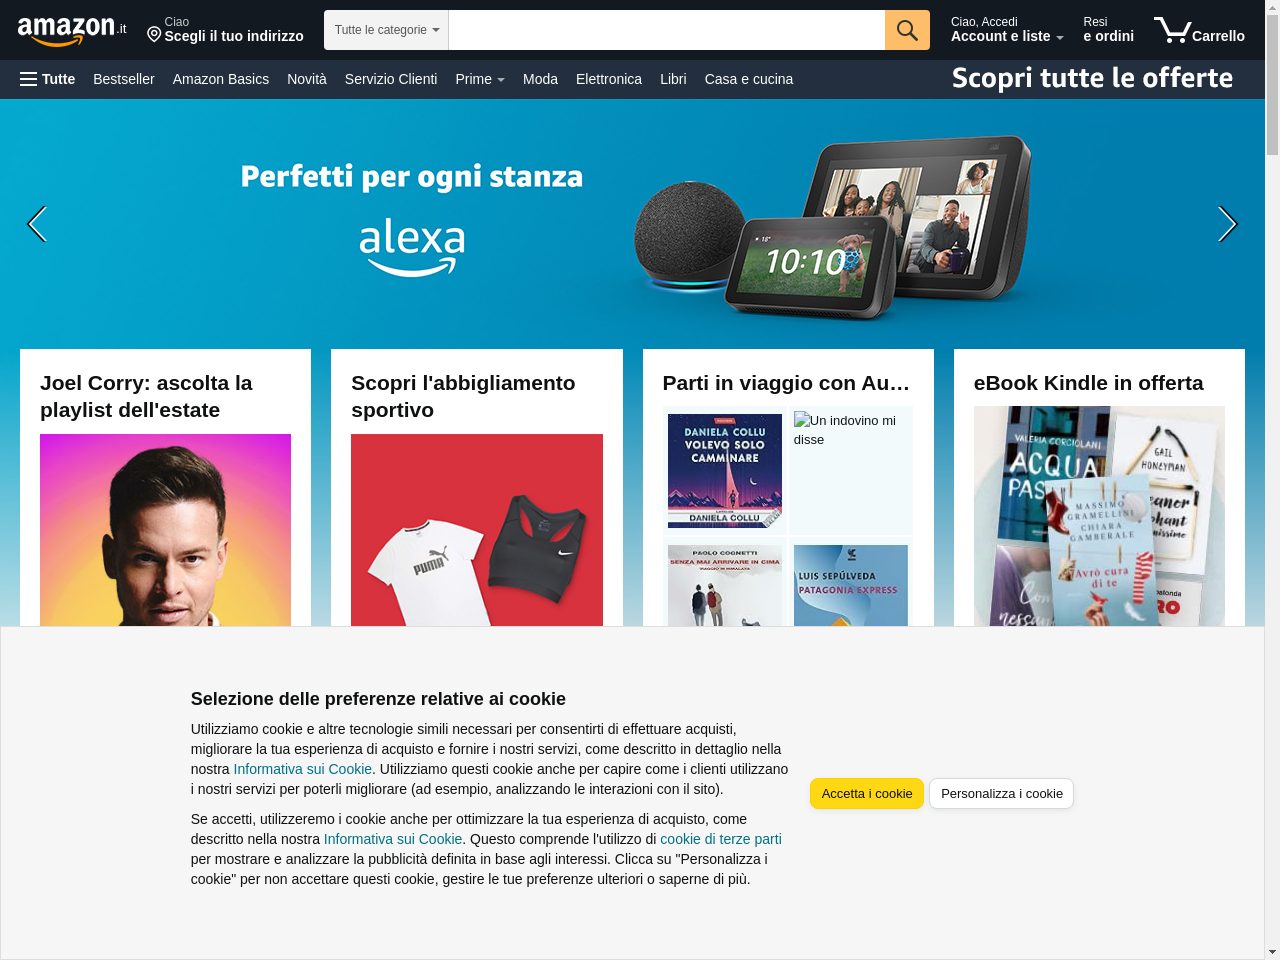 amazon.it
Ciao
Scegli il tuo indirizzo
Tutte le categorie
Ciao, Accedi
Account e liste
Resi
e ordini
Carrello
Tutte
Bestseller
Amazon Basics
Novità
Servizio Clienti
Prime
Moda
Elettronica
Libri
Casa e cucina
Scopri tutte le offerte
Perfetti per ogni stanza
alexa
18°
10:10
Joel Corry: ascolta la
playlist dell'estate
Scopri l'abbigliamento
sportivo
PUMA
Parti in viaggio con Au…
DANIELA COLLU
VOLEVO SOLO
CAMMINARE
DANIELA COLLU
Un indovino mi
disse
PAOLO COGNETTI
SENZA MAI ARRIVARE IN CIMA
VIAGGIO IN HIMALAYA
LUIS SEPÚLVEDA
PATAGONIA EXPRESS
eBook Kindle in offerta
VALERIA CORCIOLANI
ACQUA
GAIL
HONEYMAN
MASSIMO
GRAMELLINI
CHIARA
GAMBERALE
Avrò cura
di te
Selezione delle preferenze relative ai cookie
Utilizziamo cookie e altre tecnologie simili necessari per consentirti di effettuare acquisti,
migliorare la tua esperienza di acquisto e fornire i nostri servizi, come descritto in dettaglio nella
nostra Informativa sui Cookie. Utilizziamo questi cookie anche per capire come i clienti utilizzano
i nostri servizi per poterli migliorare (ad esempio, analizzando le interazioni con il sito).
Se accetti, utilizzeremo i cookie anche per ottimizzare la tua esperienza di acquisto, come
descritto nella nostra Informativa sui Cookie. Questo comprende l'utilizzo di cookie di terze parti
per mostrare e analizzare la pubblicità definita in base agli interessi. Clicca su "Personalizza i
cookie" per non accettare questi cookie, gestire le tue preferenze ulteriori o saperne di più.
Accetta i cookie
Personalizza i cookie